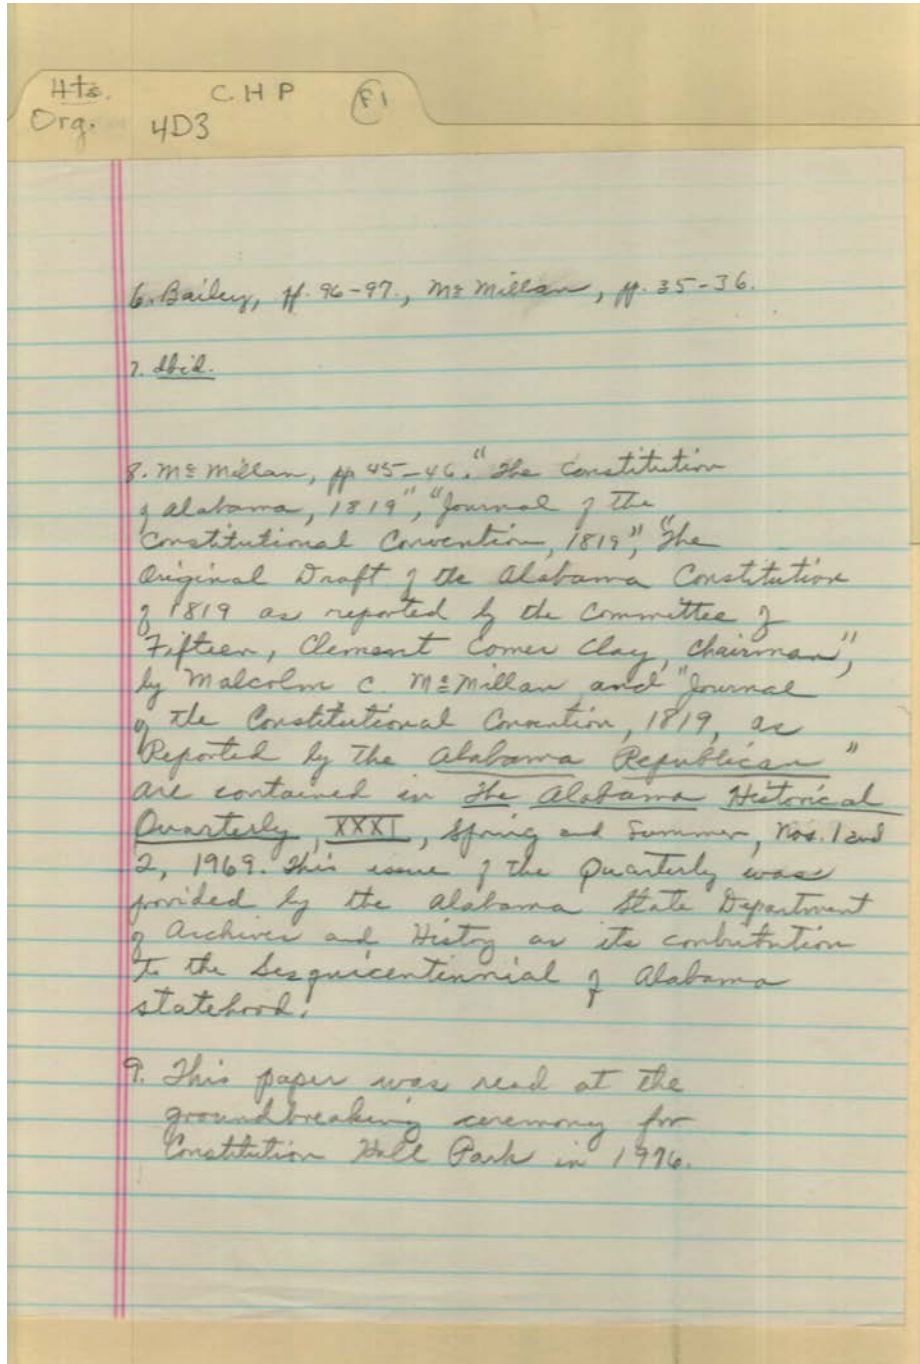 Hts. CHP F1
Org. 4D3
6. Bailey, pp. 96-97., McMillan, pp. 35-36.
7. Ibid.
8. McMillan, pp 45-46. "The Constitution
of Alabama, 1819", "Journal of the
Constitutional Convention, 1819", "The
Original Draft of the Alabama Constitution
of 1819 as reported by the Committee of
Fifteen, Clement Comer Clay, Chairman",
by Malcolm C. McMillan and "Journal
of the Constitutional Convention, 1819, as
Reported by the Alabama Republican"
are contained in The Alabama Historical
Quarterly, XXXI, Spring and Summer, Nos. 1 and
2, 1969. This issue of the Quarterly was
provided by the Alabama State Department
of Archives and History as its contribution
to the Sesquicentennial of Alabama
statehood.
9. This paper was read at the
groundbreaking ceremony for
Constitution Hall Park in 1976.